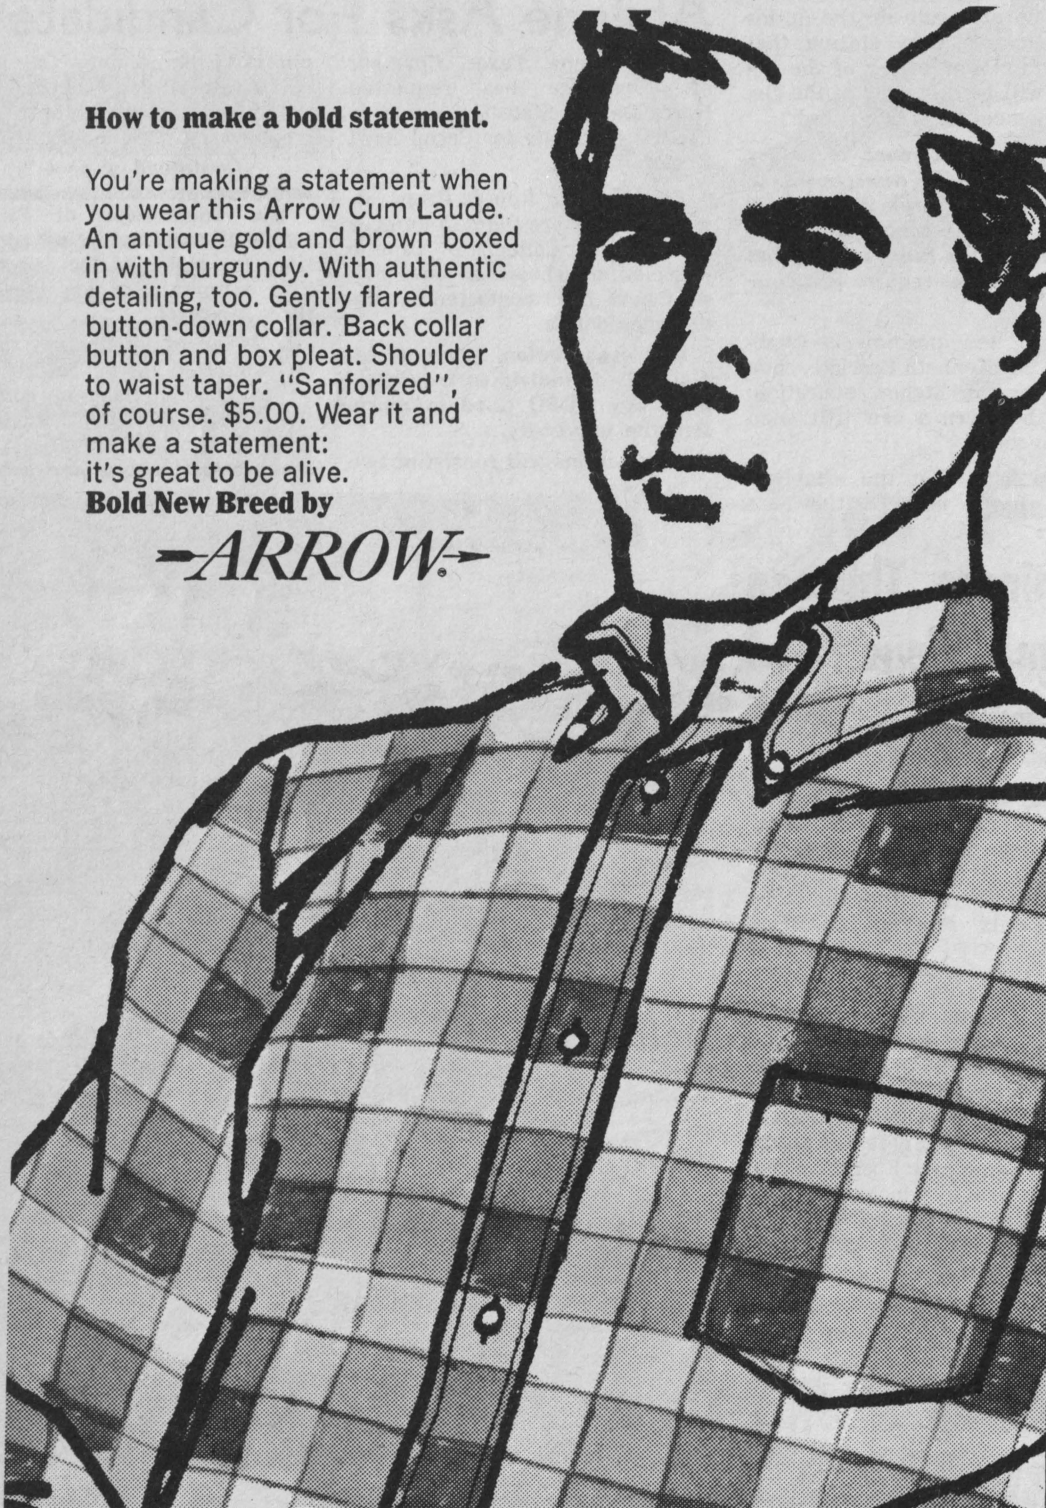 How to make a bold statement.
You're making a statement when
you wear this Arrow Cum Laude.
An antique gold and brown boxed
in with burgundy. With authentic
detailing, too. Gently flared
button-down collar. Back collar
button and box pleat. Shoulder
to waist taper. "Sanforized",
of course. $5.00. Wear it and
make a statement:
it's great to be alive.
Bold New Breed by
ARROW®